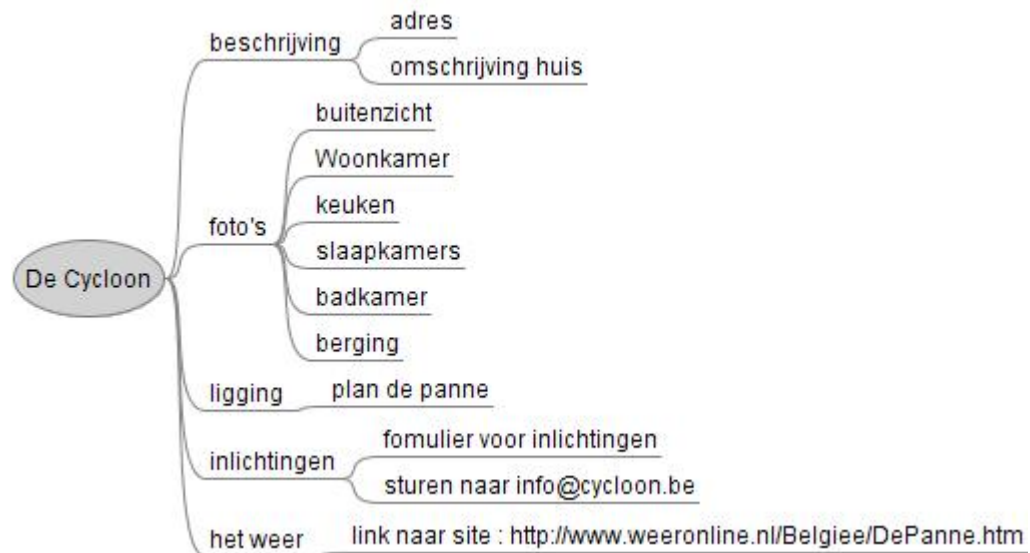 De Cycloon
beschrijving
adres
omschrijving huis
foto's
buitenzicht
Woonkamer
keuken
slaapkamers
badkamer
berging
ligging
plan de panne
inlichtingen
fomulier voor inlichtingen
sturen naar info@cycloon.be
het weer
link naar site : http://www.weeronline.nl/Belgiee/DePanne.htm